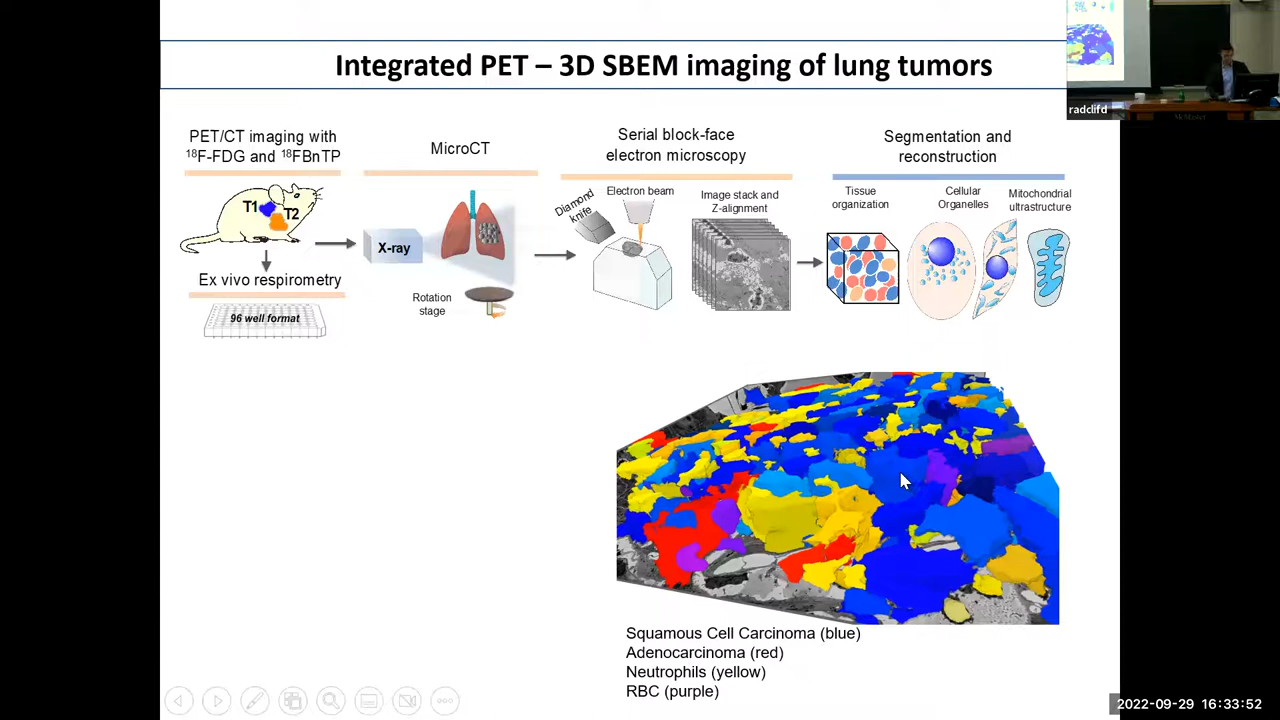 Integrated PET – 3D SBEM imaging of lung tumors
radclifd
McMaster
PET/CT imaging with
18F-FDG and 18FBnTP
T1
T2
Ex vivo respirometry
96 well format
MicroCT
X-ray
Rotation
stage
Serial block-face
electron microscopy
Diamond
knife
Electron beam
Image stack and
Z-alignment
Segmentation and
reconstruction
Tissue
organization
Cellular
Organelles
Mitochondrial
ultrastructure
Squamous Cell Carcinoma (blue)
Adenocarcinoma (red)
Neutrophils (yellow)
RBC (purple)
2022-09-29 16:33:52